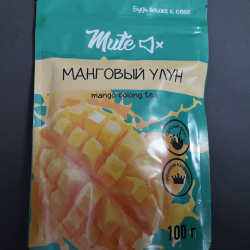 Будь ближе к себе
Mute
МАНГОВЫЙ УЛУН
mango oolong tea
100 г